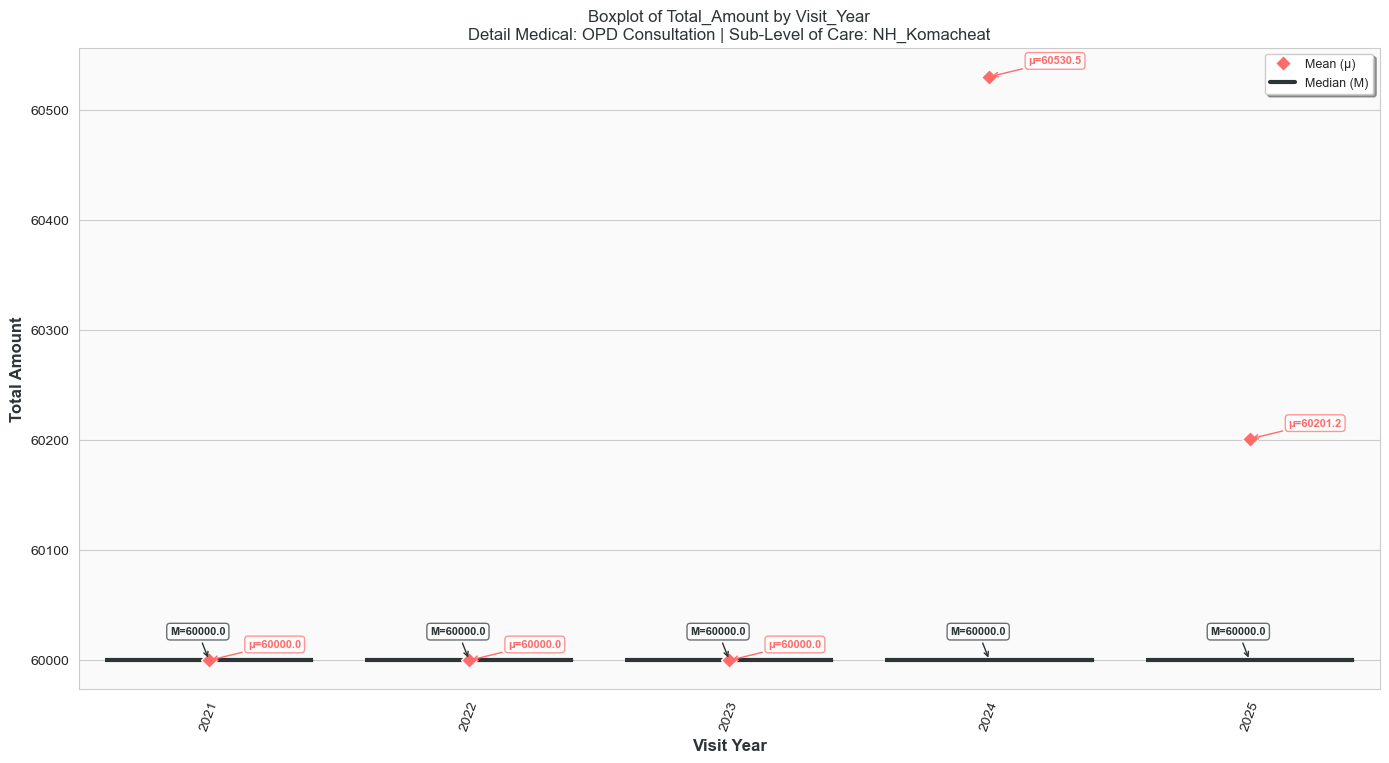 Boxplot of Total_Amount by Visit_Year
Detail Medical: OPD Consultation | Sub-Level of Care: NH_Komacheat
Mean (μ)
Median (M)
μ=60530.5
60500
60400
60300
Total Amount
μ=60201.2
60200
60100
M=60000.0
M=60000.0
M=60000.0
M=60000.0
M=60000.0
μ=60000.0
μ=60000.0
μ=60000.0
60000
2021
2022
2023
2024
2025
Visit Year